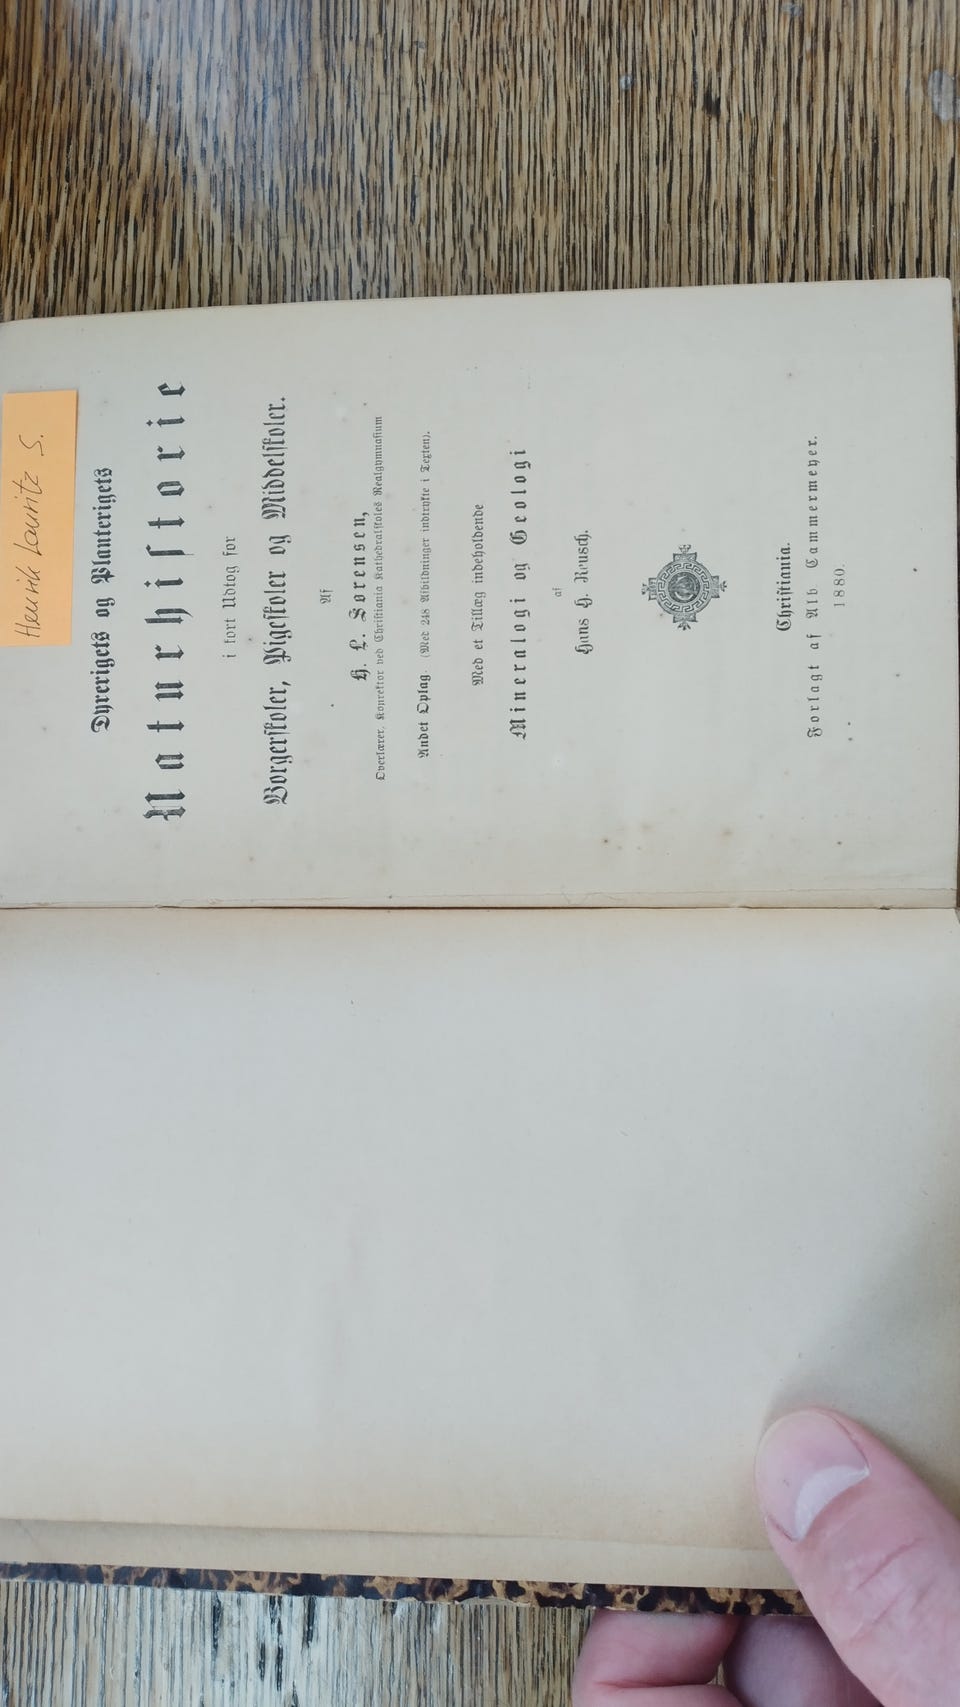 Henrik Lauritz S.
Dyrerigets og Planterigets
Naturhistorie
i kort Udtog for
Borgerskoler, Pigeskoler og Middelskoler.
Af
H. L. Sørensen,
Overlærer, Konrektor ved Christiania Kathedralskoles Realgymnasium
Andet Oplag. (Med 248 Afbildninger indtrykte i Texten).
Med et Tillæg indeholdende
Mineralogi og Geologi
af
Hans H. Reusch.
Christiania.
Forlagt af Alb Cammermeyer.
1880.